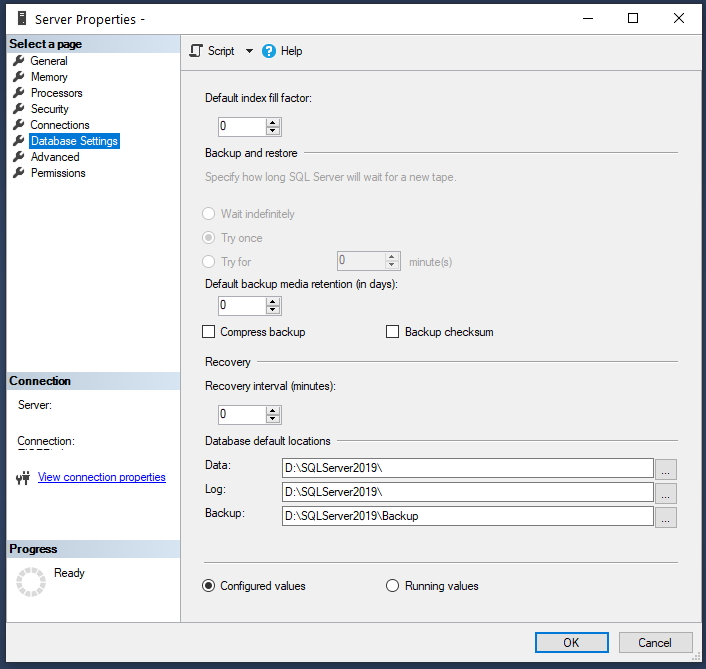 Server Properties -
Select a page
General
Memory
Processors
Security
Connections
Database Settings
Advanced
Permissions
Connection
Server:
Connection:
View connection properties
Progress
Ready
Script
Help
Default index fill factor:
0
Backup and restore
Specify how long SQL Server will wait for a new tape.
Wait indefinitely
Try once
Try for 0 minute(s)
Default backup media retention (in days):
0
Compress backup Backup checksum
Recovery
Recovery interval (minutes):
0
Database default locations
Data: D:\SQLServer2019\ ...
Log: D:\SQLServer2019\ ...
Backup: D:\SQLServer2019\Backup ...
Configured values Running values
OK Cancel